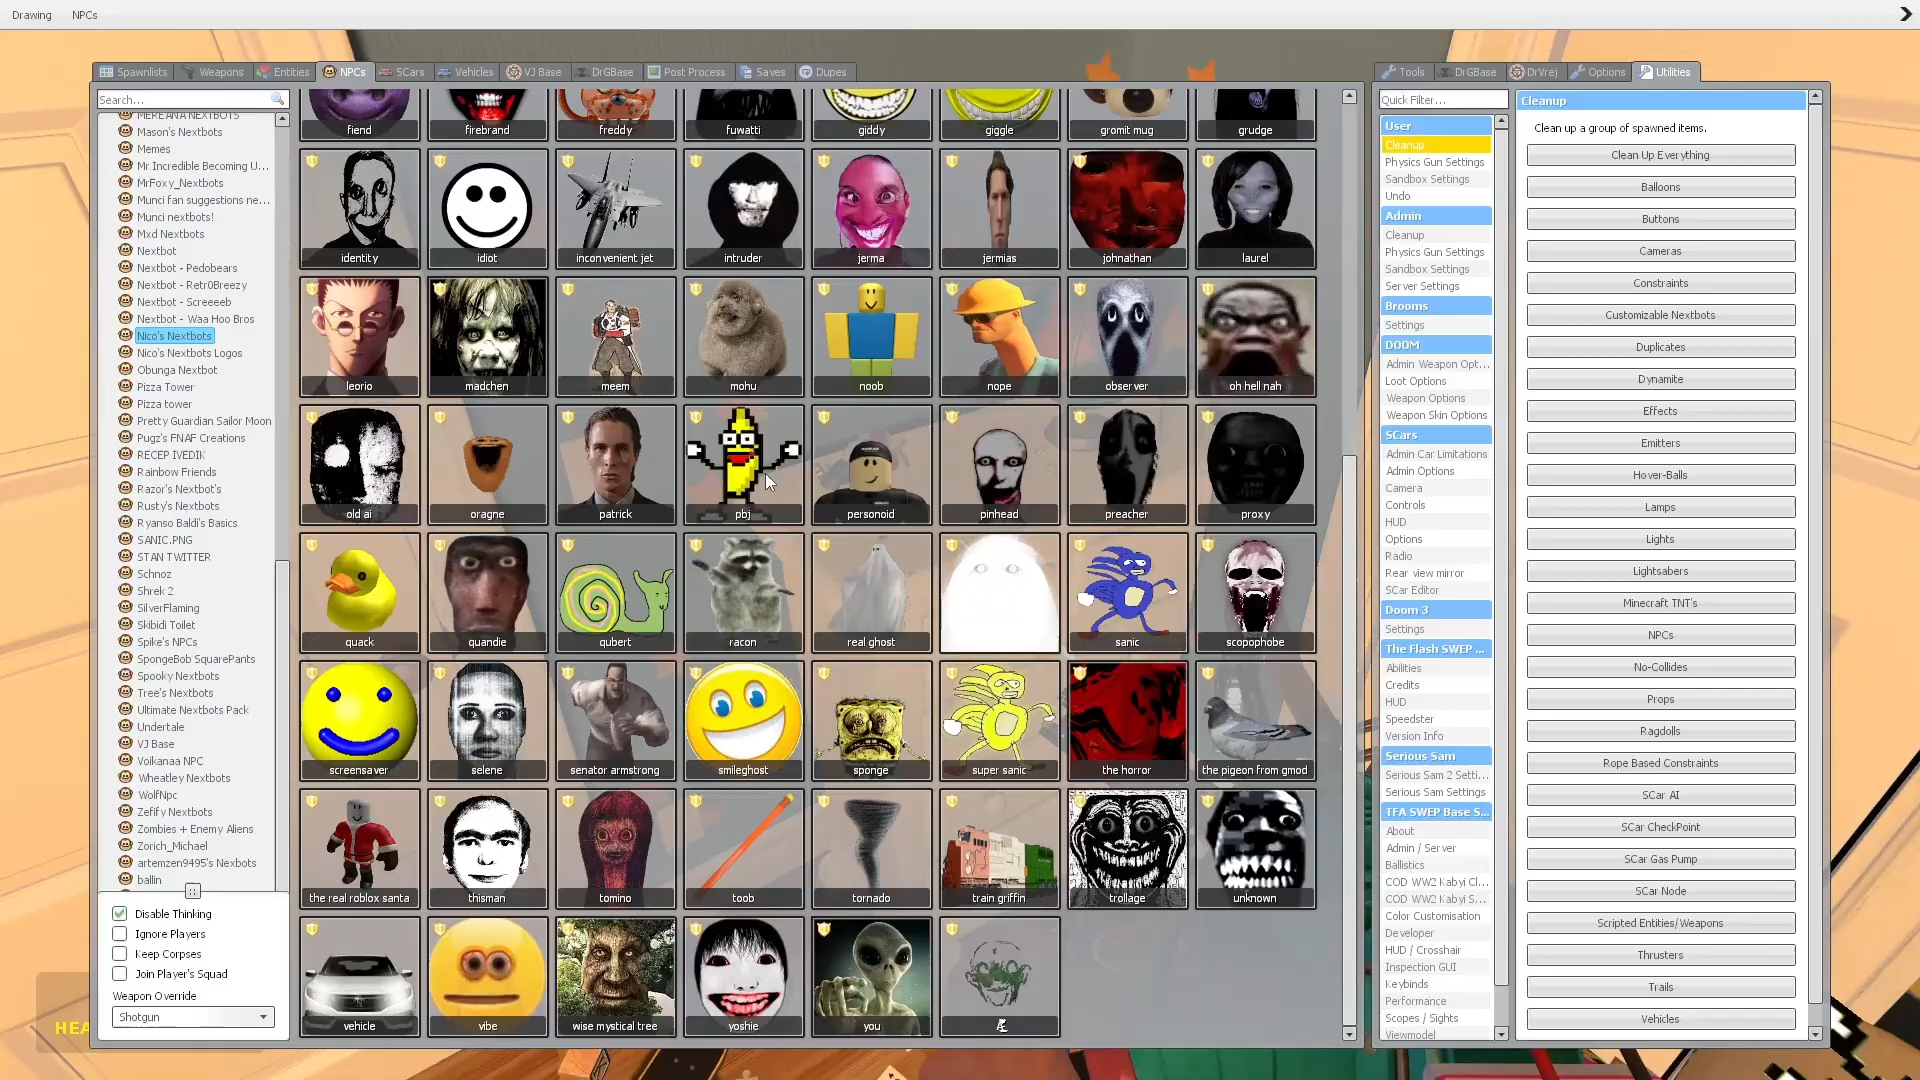 Drawing NPCs
Spawnlists Weapons Entities NPCs SCars Vehicles VJ Base DrGBase Post Process Saves Dupes
Tools DrGBase DrVrej Options Utilities
Search...
MEREANA NEXTBOTS
Mason's Nextbots
Memes
Mr Incredible Becoming U...
MrFoxy_Nextbots
Munci fan suggestions ne...
Munci nextbots!
Mxd Nextbots
Nextbot
Nextbot - Pedobears
Nextbot - Retr0Breezy
Nextbot - Screeeeb
Nextbot - Waa Hoo Bros
Nico's Nextbots
Nico's Nextbots Logos
Obunga Nextbot
Pizza Tower
Pizza tower
Pretty Guardian Sailor Moon
Pugz's FNAF Creations
RECEP IVEDIK
Rainbow Friends
Razor's Nextbot's
Rusty's Nextbots
Ryanso Baldi's Basics
SANIC.PNG
STAN TWITTER
Schnoz
Shrek 2
SilverFlaming
Skibidi Toilet
Spike's NPCs
SpongeBob SquarePants
Spooky Nextbots
Tree's Nextbots
Ultimate Nextbots Pack
Undertale
VJ Base
Voikanaa NPC
Wheatley Nextbots
WolfNpc
Zefify Nextbots
Zombies + Enemy Aliens
Zorich_Michael
artemzen9495's Nexbots
ballin
Disable Thinking
Ignore Players
Keep Corpses
Join Player's Squad
Weapon Override
Shotgun
HEA
fiend firebrand freddy fuwatti giddy giggle gromit mug grudge
identity idiot inconvenient jet intruder jerma jermias johnathan laurel
leorio madchen meem mohu noob nope observer oh hell nah
old ai oragne patrick pbj personoid pinhead preacher proxy
quack quandie qubert racon real ghost sanic scopophobe
screensaver selene senator armstrong smileghost sponge super sanic the horror the pigeon from gmod
the real roblox santa thisman tomino toob tornado train griffin trollage unknown
vehicle vibe wise mystical tree yoshie you
Quick Filter...
User
Cleanup
Physics Gun Settings
Sandbox Settings
Undo
Admin
Cleanup
Physics Gun Settings
Sandbox Settings
Server Settings
Brooms
Settings
DOOM
Admin Weapon Opt...
Loot Options
Weapon Options
Weapon Skin Options
SCars
Admin Car Limitations
Admin Options
Camera
Controls
HUD
Options
Radio
Rear view mirror
SCar Editor
Doom 3
Settings
The Flash SWEP ...
Abilities
Credits
HUD
Speedster
Version Info
Serious Sam
Serious Sam 2 Setti...
Serious Sam Settings
TFA SWEP Base S...
About
Admin / Server
Ballistics
COD WW2 Kabyi Cl...
COD WW2 Kabyi S...
Color Customisation
Developer
HUD / Crosshair
Inspection GUI
Keybinds
Performance
Scopes / Sights
Viewmodel
Cleanup
Clean up a group of spawned items.
Clean Up Everything
Balloons
Buttons
Cameras
Constraints
Customizable Nextbots
Duplicates
Dynamite
Effects
Emitters
Hover-Balls
Lamps
Lights
Lightsabers
Minecraft TNT's
NPCs
No-Collides
Props
Ragdolls
Rope Based Constraints
SCar AI
SCar CheckPoint
SCar Gas Pump
SCar Node
Scripted Entities/Weapons
Thrusters
Trails
Vehicles